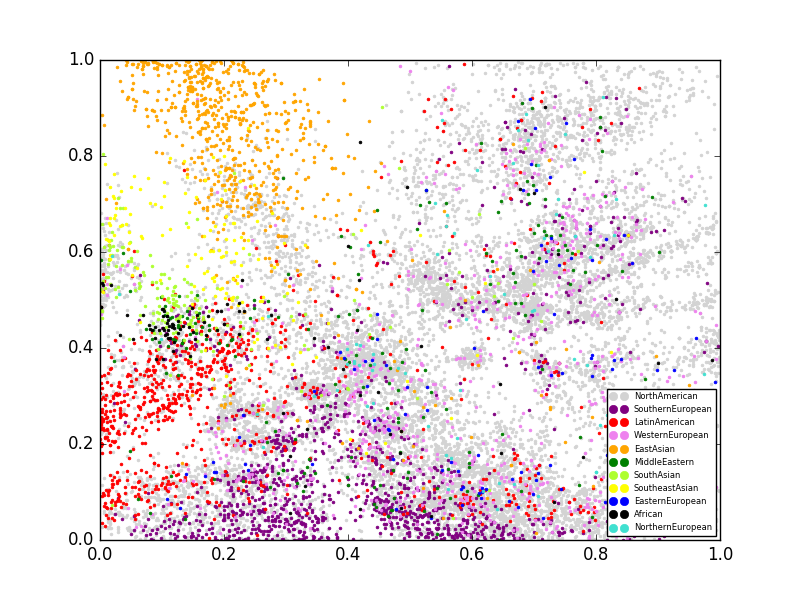 1.0
0.8
0.6
0.4
0.2
0.0
0.0 0.2 0.4 0.6 0.8 1.0
NorthAmerican
SouthernEuropean
LatinAmerican
WesternEuropean
EastAsian
MiddleEastern
SouthAsian
SoutheastAsian
EasternEuropean
African
NorthernEuropean